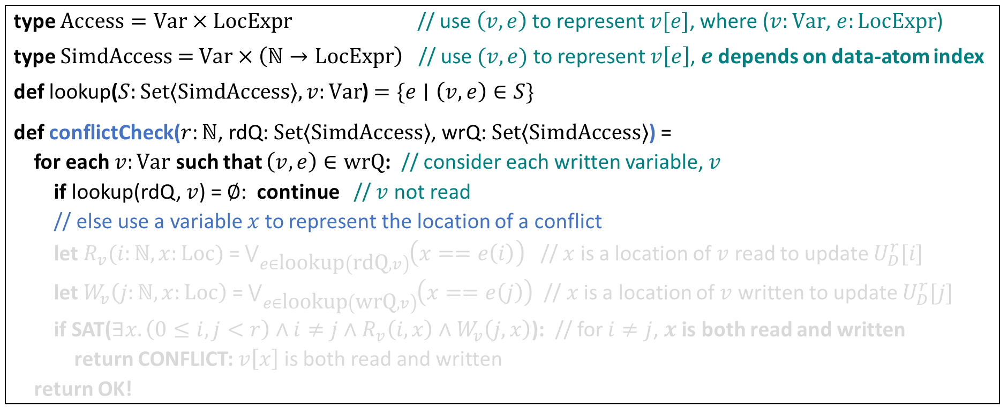 type Access = Var × LocExpr // use (v, e) to represent v[e], where (v: Var, e: LocExpr)
type SimdAccess = Var × (ℕ → LocExpr) // use (v, e) to represent v[e], e depends on data-atom index
def lookup(S: Set⟨SimdAccess⟩, v: Var) = {e ∣ (v, e) ∈ S}
def conflictCheck(r: ℕ, rdQ: Set⟨SimdAccess⟩, wrQ: Set⟨SimdAccess⟩) =
for each v: Var such that (v, e) ∈ wrQ: // consider each written variable, v
if lookup(rdQ, v) = ∅: continue // v not read
// else use a variable x to represent the location of a conflict
let R_v(i: ℕ, x: Loc) = ⋁_{e∈lookup(rdQ,v)}(x == e(i)) // x is a location of v read to update U_D^r[i]
let W_v(j: ℕ, x: Loc) = ⋁_{e∈lookup(wrQ,v)}(x == e(j)) // x is a location of v written to update U_D^r[j]
if SAT(∃x. (0 ≤ i, j < r) ∧ i ≠ j ∧ R_v(i, x) ∧ W_v(j, x)): // for i ≠ j, x is both read and written
return CONFLICT: v[x] is both read and written
return OK!